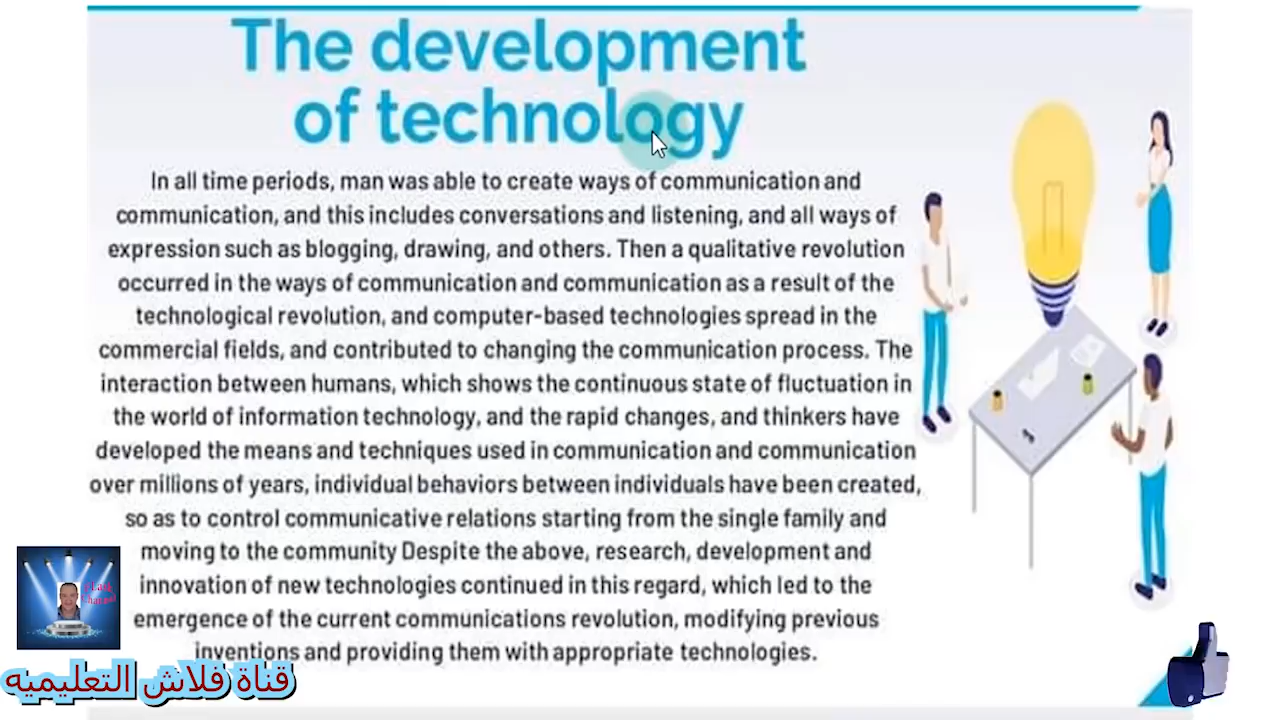 The development
of technology
In all time periods, man was able to create ways of communication and
communication, and this includes conversations and listening, and all ways of
expression such as blogging, drawing, and others. Then a qualitative revolution
occurred in the ways of communication and communication as a result of the
technological revolution, and computer-based technologies spread in the
commercial fields, and contributed to changing the communication process. The
interaction between humans, which shows the continuous state of fluctuation in
the world of information technology, and the rapid changes, and thinkers have
developed the means and techniques used in communication and communication
over millions of years, individual behaviors between individuals have been created,
so as to control communicative relations starting from the single family and
moving to the community Despite the above, research, development and
innovation of new technologies continued in this regard, which led to the
emergence of the current communications revolution, modifying previous
inventions and providing them with appropriate technologies.
Channel
قناة فلاش التعليميه